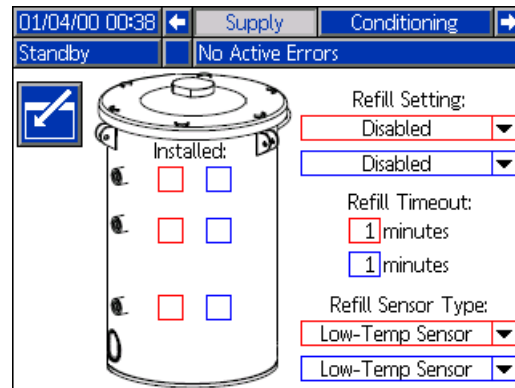 01/04/00 00:38 Supply Conditioning
Standby No Active Errors
Refill Setting:
Disabled
Installed:
Disabled
Refill Timeout:
1 minutes
1 minutes
Refill Sensor Type:
Low-Temp Sensor
Low-Temp Sensor